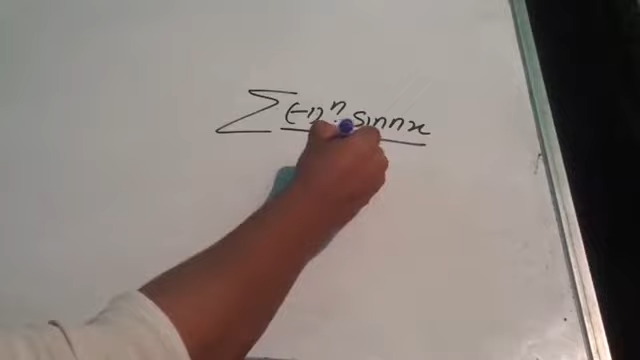 ∑ (-1)ⁿ sin nx